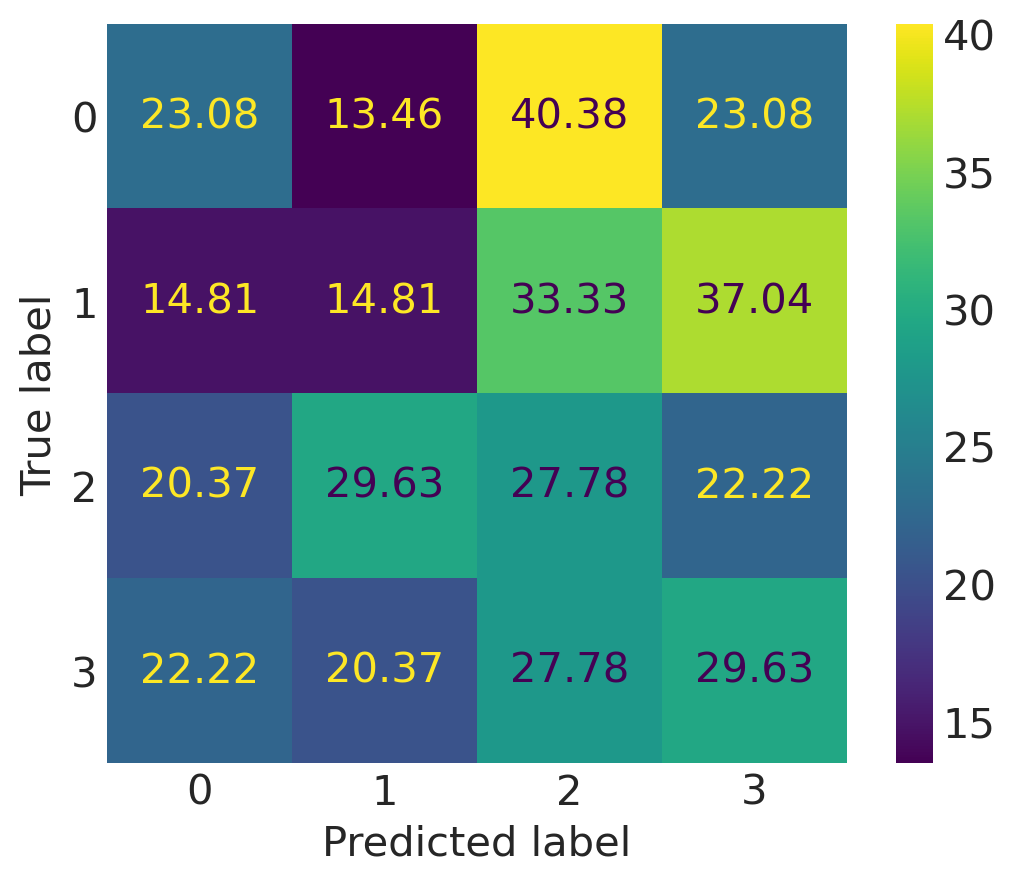 0 23.08 13.46 40.38 23.08
1 14.81 14.81 33.33 37.04
2 20.37 29.63 27.78 22.22
3 22.22 20.37 27.78 29.63
0 1 2 3
Predicted label
True label
40
35
30
25
20
15